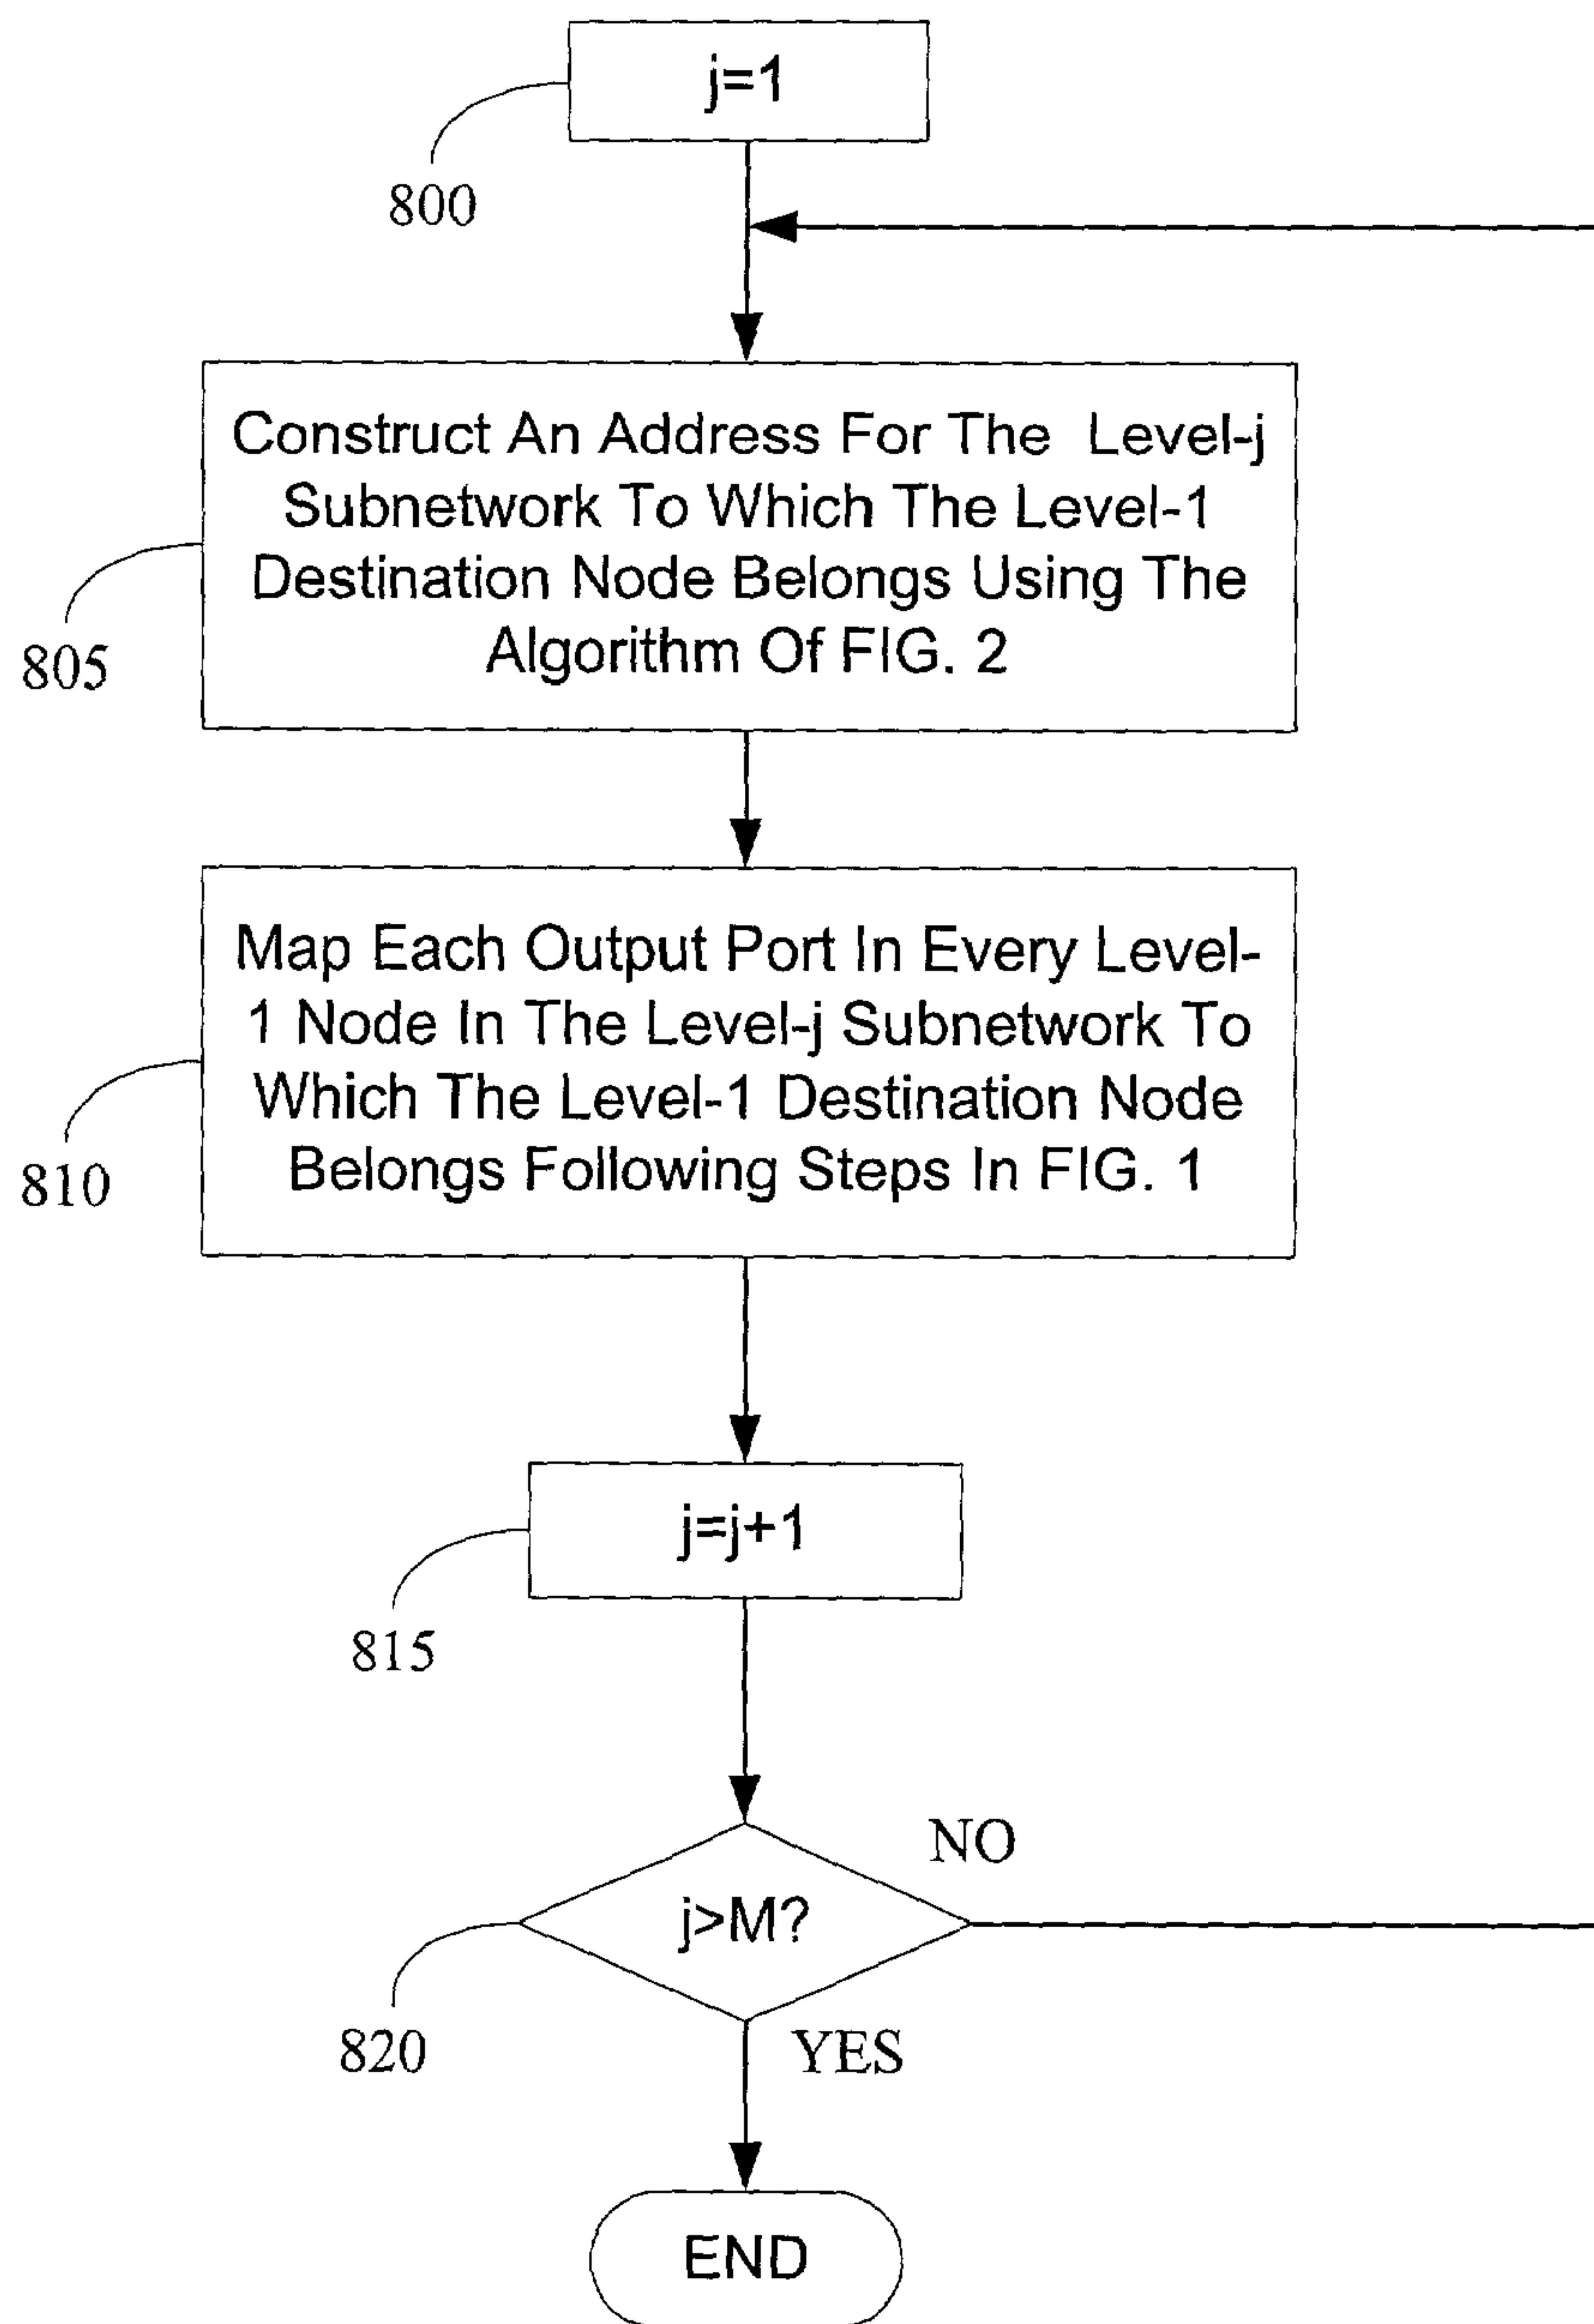 j=1
800
Construct An Address For The Level-j
Subnetwork To Which The Level-1
Destination Node Belongs Using The
Algorithm Of FIG. 2
805
Map Each Output Port In Every Level-
1 Node In The Level-j Subnetwork To
Which The Level-1 Destination Node
Belongs Following Steps In FIG. 1
810
j=j+1
815
NO
j>M?
820
YES
END